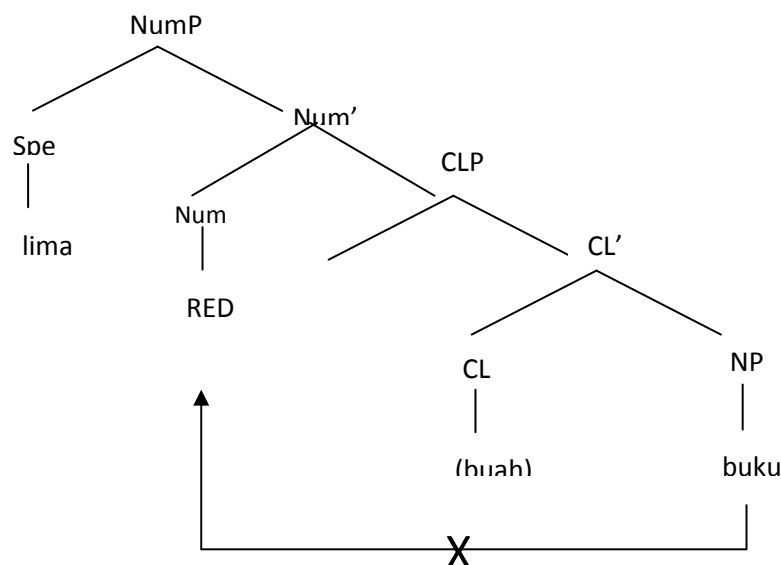 NumP
Num’
Spe
CLP
Num
lima
CL’
RED
CL
NP
(buah)
buku
X